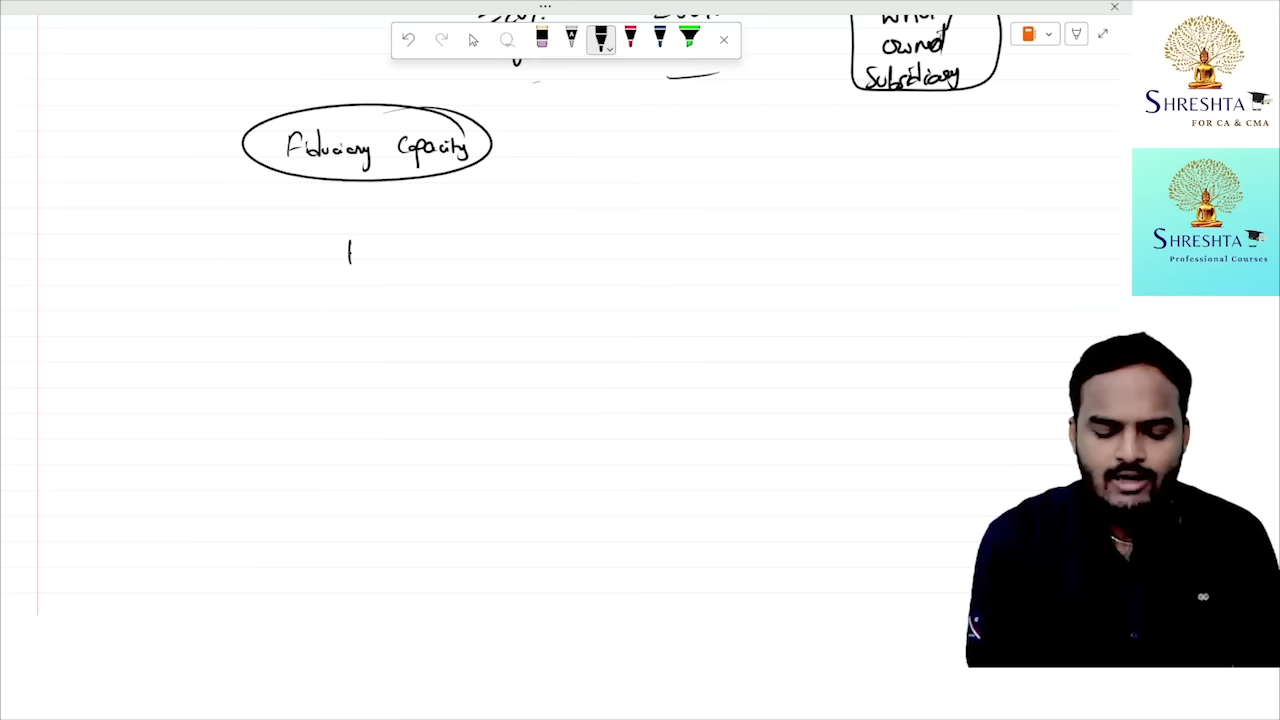 owned
Subsidiary
Fiduciary Capacity
SHRESHTA
FOR CA & CMA
SHRESHTA
Professional Courses